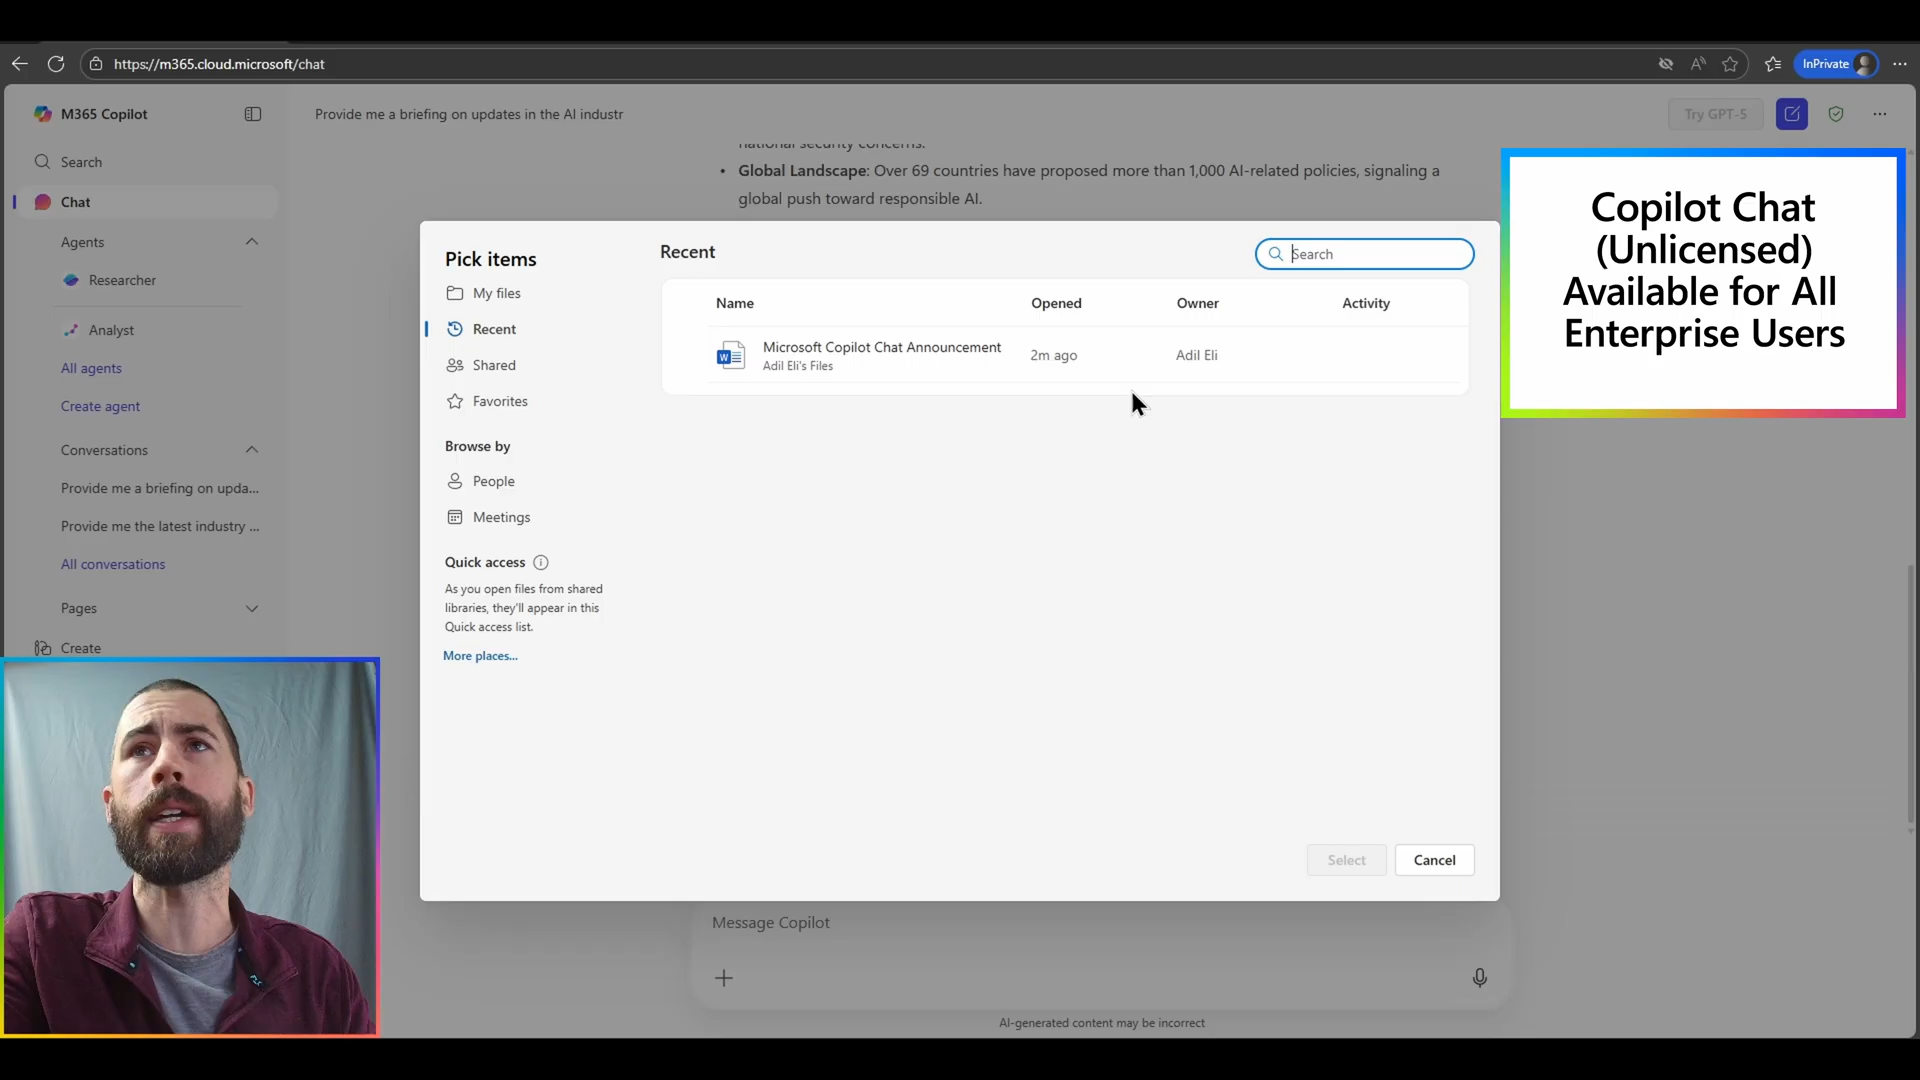 https://m365.cloud.microsoft/chat
InPrivate
M365 Copilot
Search
Chat
Agents
Researcher
Analyst
All agents
Create agent
Conversations
Provide me a briefing on upda...
Provide me the latest industry ...
All conversations
Pages
Create
Provide me a briefing on updates in the AI industr
Try GPT-5
national security concerns.
• Global Landscape: Over 69 countries have proposed more than 1,000 AI-related policies, signaling a
global push toward responsible AI.
Pick items
My files
Recent
Shared
Favorites
Browse by
People
Meetings
Quick access
As you open files from shared
libraries, they'll appear in this
Quick access list.
More places...
Recent
Search
Name Opened Owner Activity
Microsoft Copilot Chat Announcement 2m ago Adil Eli
Adil Eli's Files
Select Cancel
Message Copilot
AI-generated content may be incorrect
Copilot Chat
(Unlicensed)
Available for All
Enterprise Users